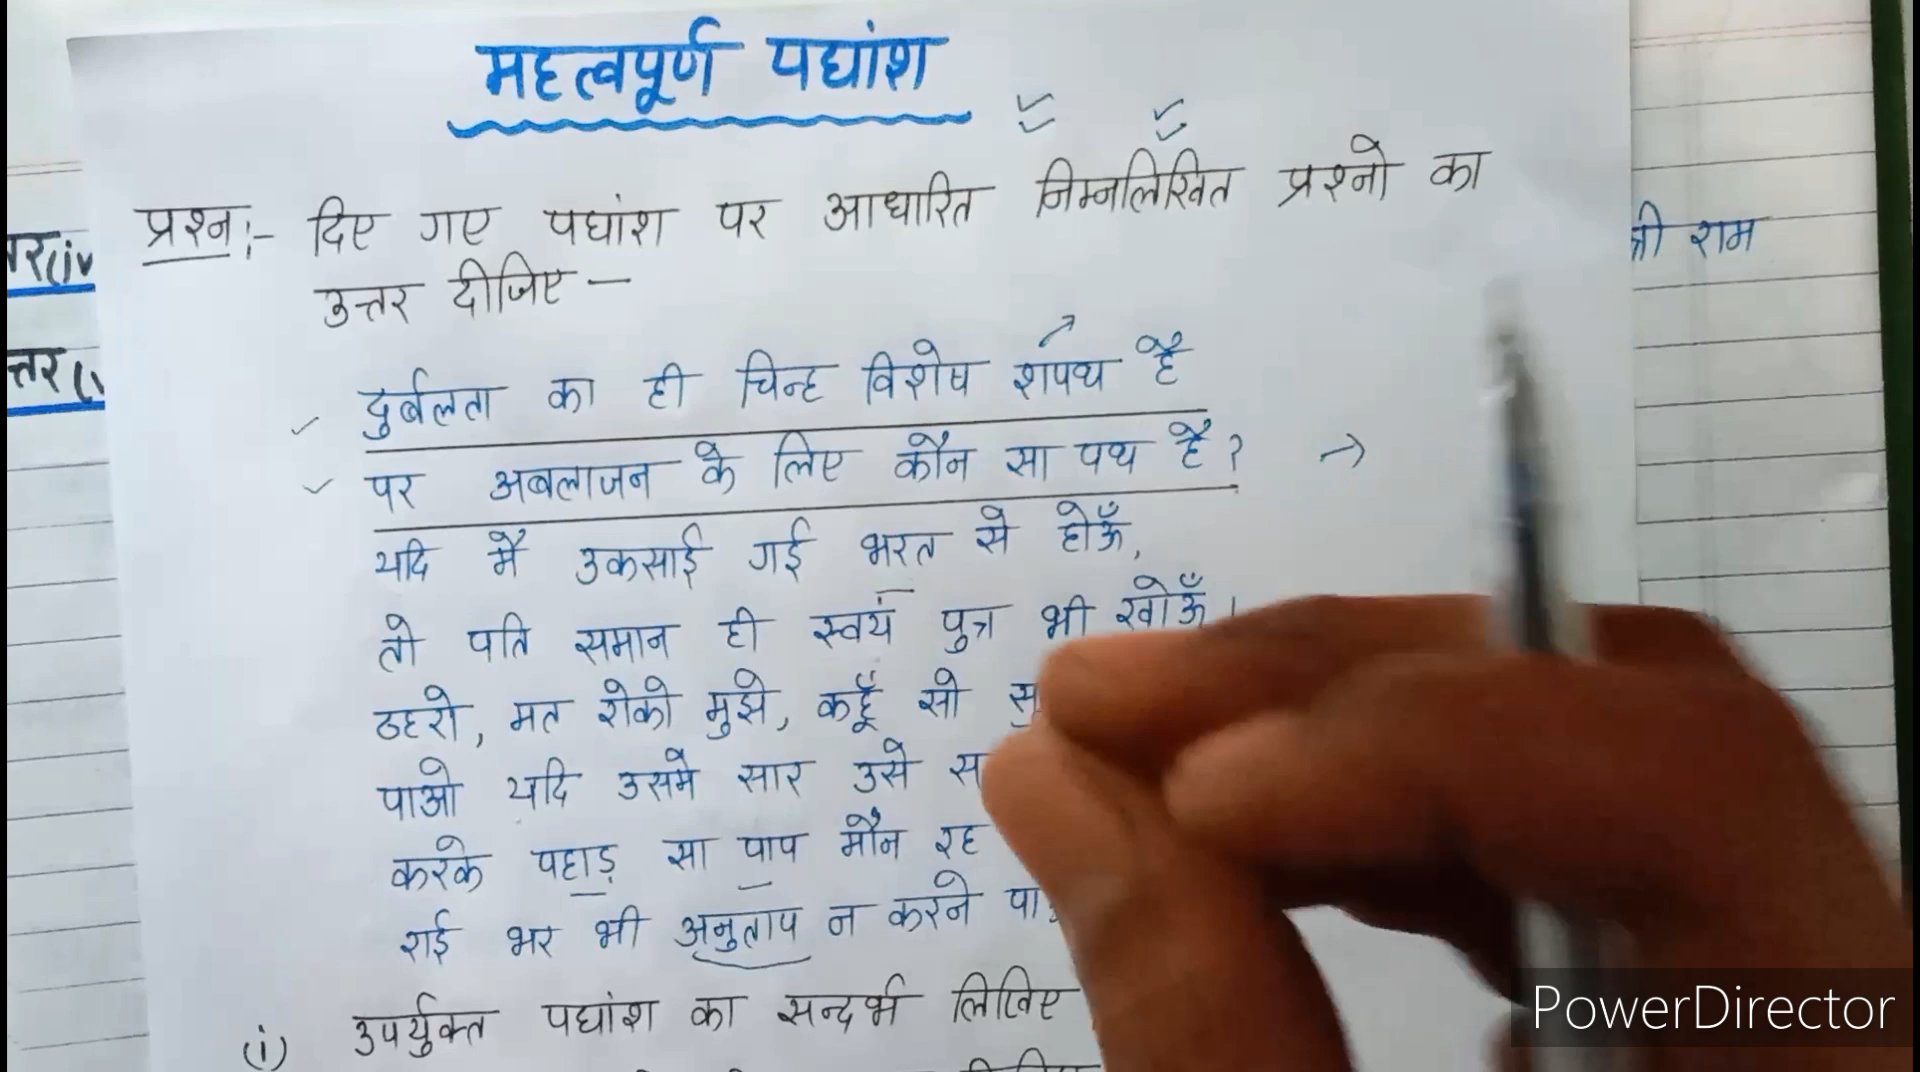 महत्वपूर्ण पद्यांश
प्रश्न:- दिए गए पद्यांश पर आधारित निम्नलिखित प्रश्नो का
उत्तर दीजिए –
दुर्बलता का ही चिन्ह विशेष शपथ है
पर अबलाजन के लिए कौन सा पथ है?
यदि मैं उकसाई गई भरत से होऊँ,
तो पति समान ही स्वयं पुत्र भी खोऊँ।
ठहरो, मत रोको मुझे, कहूँ सो
पाओ यदि उसमे सार उसे
करके पहाड़ सा पाप मौन रह
राई भर भी अनुताप न करने
(i) उपर्युक्त पद्यांश का सन्दर्भ लिखिए
श्री राम
PowerDirector